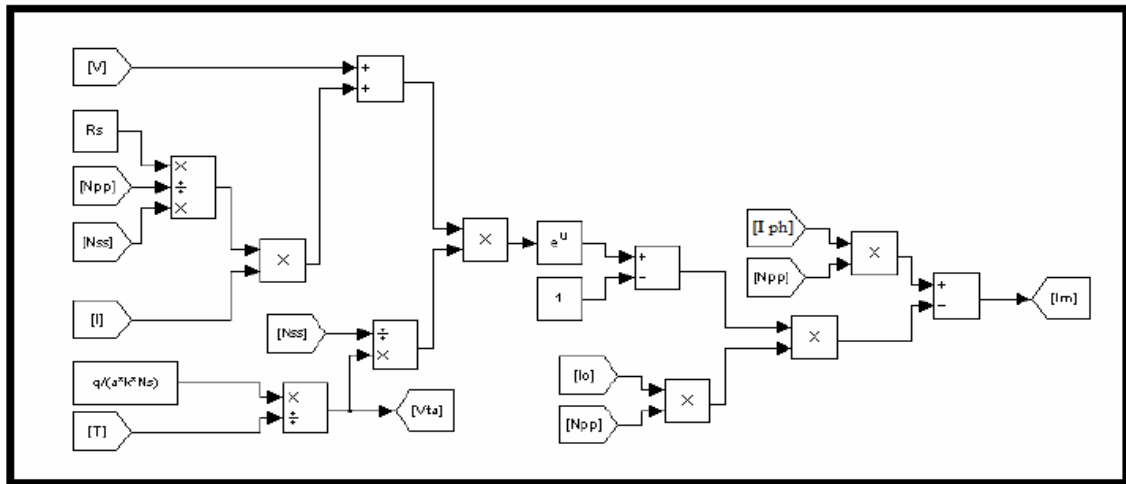 [V]
+
+
Rs
[Npp]
[Nss]
×
÷
×
×
[I]
×
e^u
1
+
−
[I ph]
[Npp]
×
+
−
[Im]
[Nss]
÷
×
×
q/(a*k*Ns)
[T]
×
÷
[Vta]
[Io]
[Npp]
×